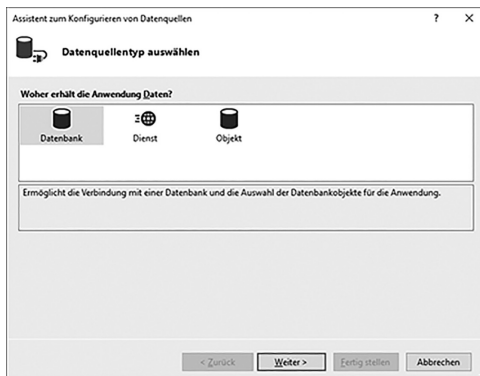 Assistent zum Konfigurieren von Datenquellen
Datenquellentyp auswählen
Woher erhält die Anwendung Daten?
Datenbank Dienst Objekt
Ermöglicht die Verbindung mit einer Datenbank und die Auswahl der Datenbankobjekte für die Anwendung.
< Zurück Weiter > Fertig stellen Abbrechen